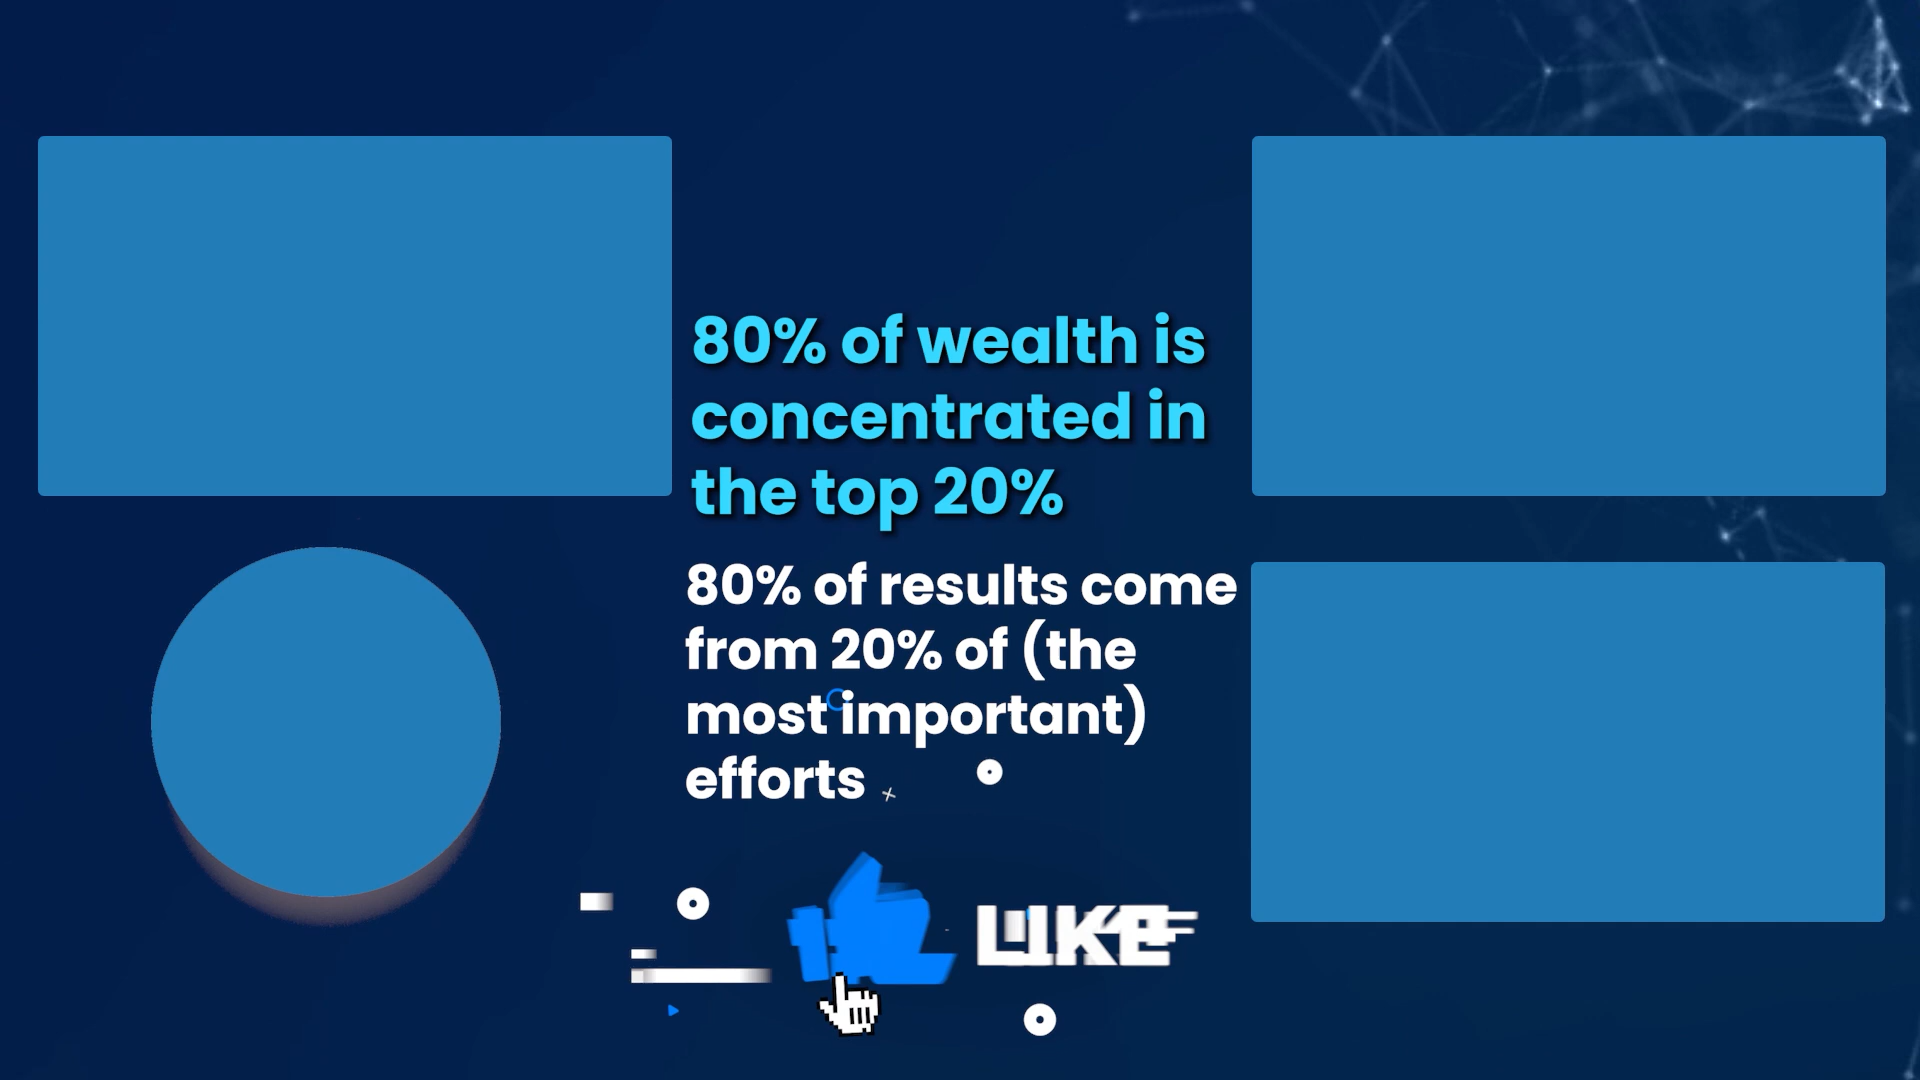 80% of wealth is
concentrated in
the top 20%
80% of results come
from 20% of (the
most important)
efforts
LIKE